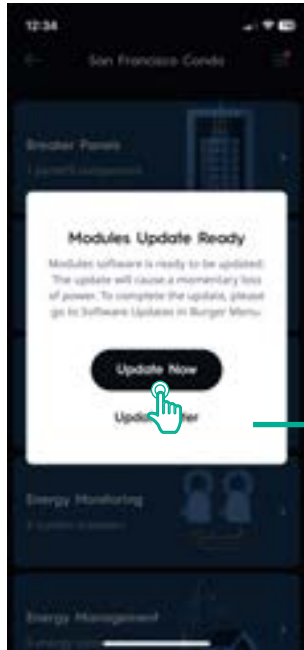 12:34
San Francisco Condo
Breaker Panels
Modules Update Ready
Modules software is ready to be updated.
The update will cause a momentary loss
of power. To complete the update, please
go to Software Updates in Burger Menu.
Update Now
Energy Monitoring
Energy Management